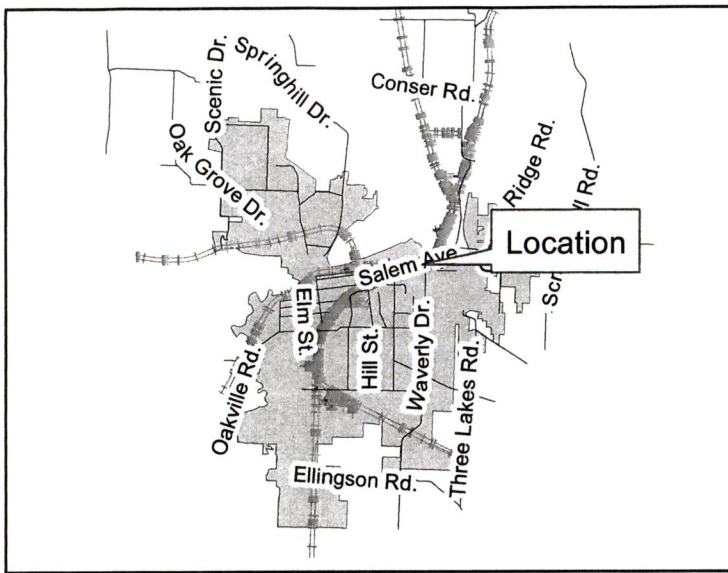 Scenic Dr.
Springhill Dr.
Conser Rd.
Oak Grove Dr.
Ridge Rd.
Location
Salem Ave
Elm St.
Hill St.
Waverly Dr.
Oakville Rd.
Three Lakes Rd.
Ellingson Rd.
Rd.